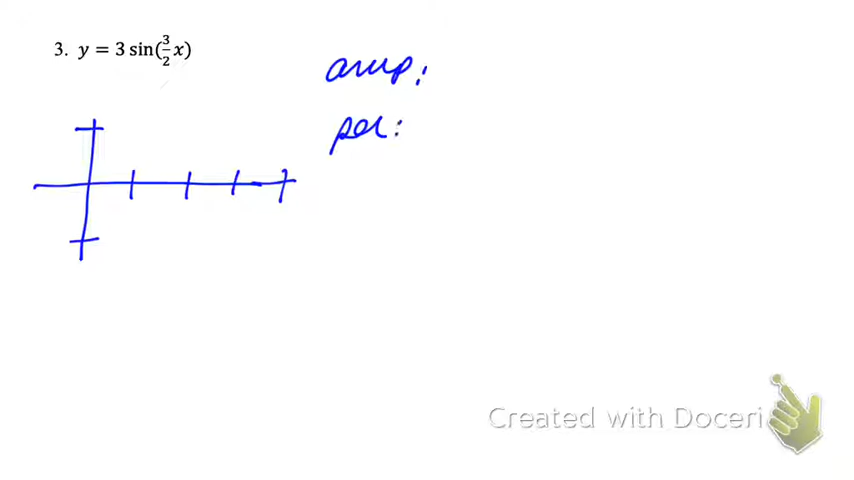 3. y = 3 sin(3/2 x)
amp:
per:
Created with Doceri